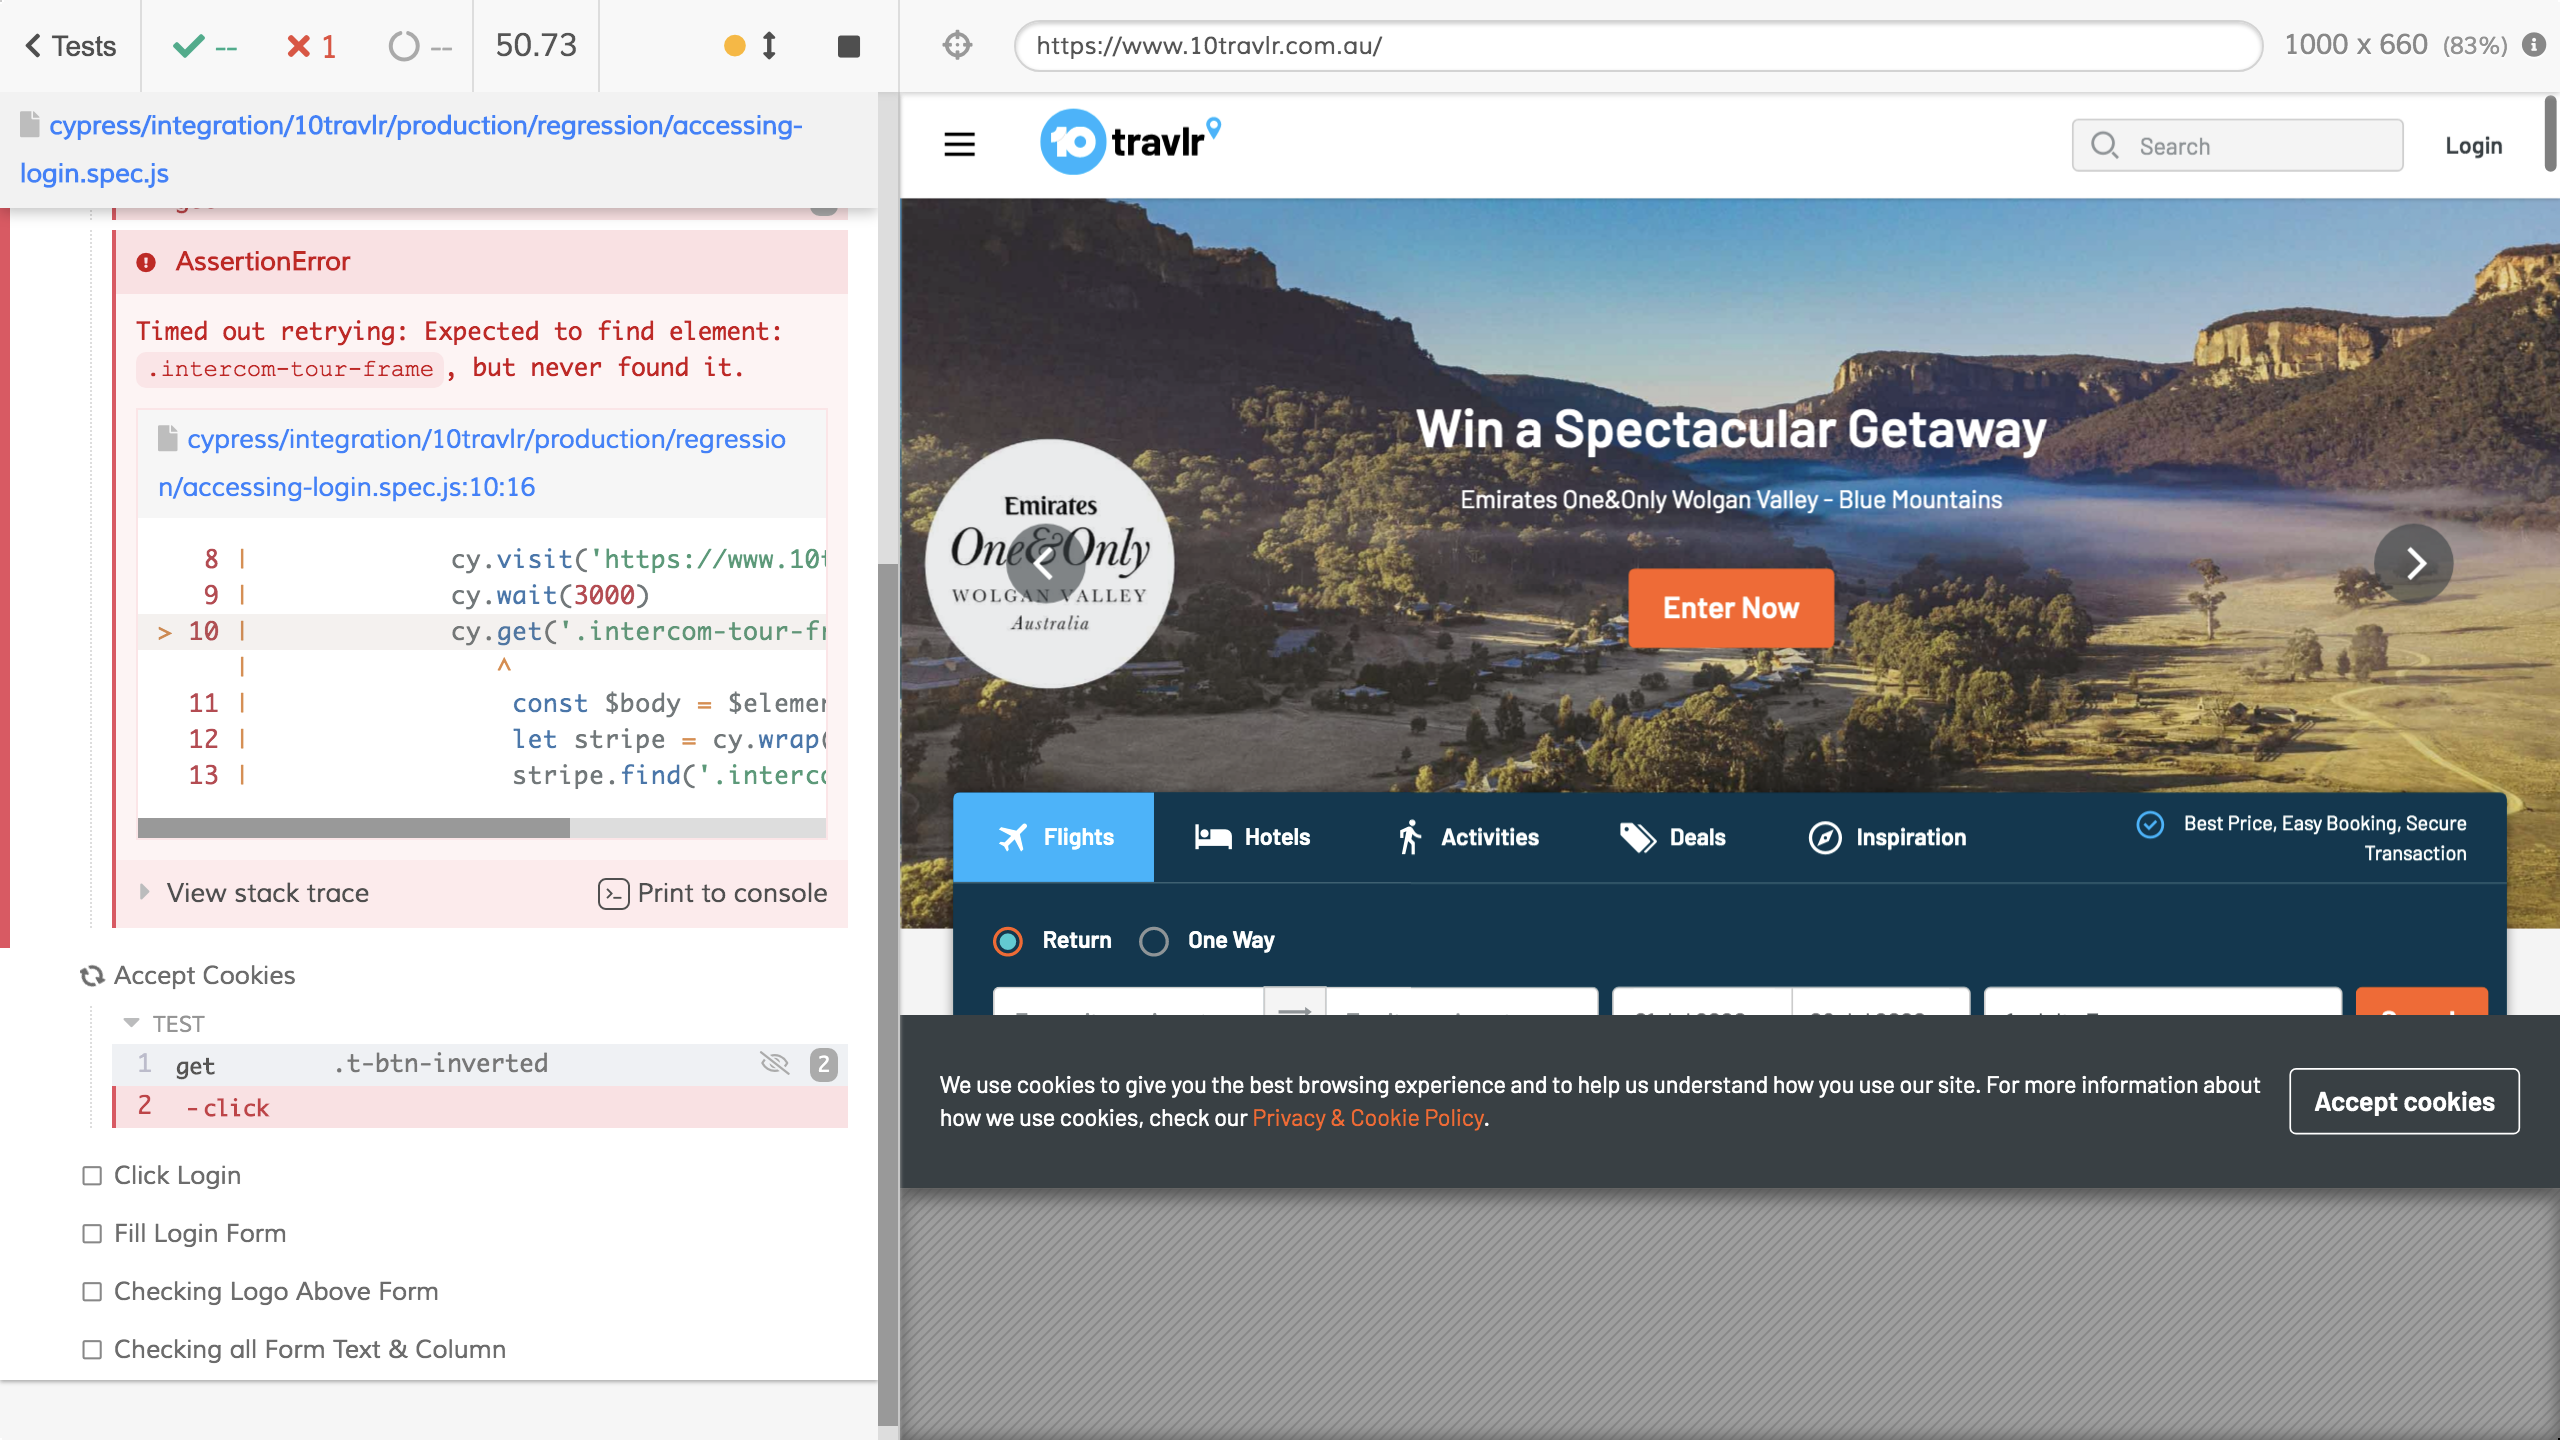 Tests
--
1
--
50.73
https://www.10travlr.com.au/
1000 x 660 (83%)
cypress/integration/10travlr/production/regression/accessing-
login.spec.js
AssertionError
Timed out retrying: Expected to find element:
.intercom-tour-frame, but never found it.
cypress/integration/10travlr/production/regressio
n/accessing-login.spec.js:10:16
8 | cy.visit('https://www.10t
9 | cy.wait(3000)
> 10 | cy.get('.intercom-tour-fr
| ^
11 | const $body = $elemen
12 | let stripe = cy.wrap(
13 | stripe.find('.interco
View stack trace
Print to console
Accept Cookies
TEST
1 get .t-btn-inverted 2
2 -click
Click Login
Fill Login Form
Checking Logo Above Form
Checking all Form Text & Column
10 travlr
Search
Login
Win a Spectacular Getaway
Emirates One&Only Wolgan Valley - Blue Mountains
Enter Now
Emirates
One&Only
WOLGAN VALLEY
Australia
Flights
Hotels
Activities
Deals
Inspiration
Best Price, Easy Booking, Secure
Transaction
Return
One Way
We use cookies to give you the best browsing experience and to help us understand how you use our site. For more information about
how we use cookies, check our Privacy & Cookie Policy.
Accept cookies